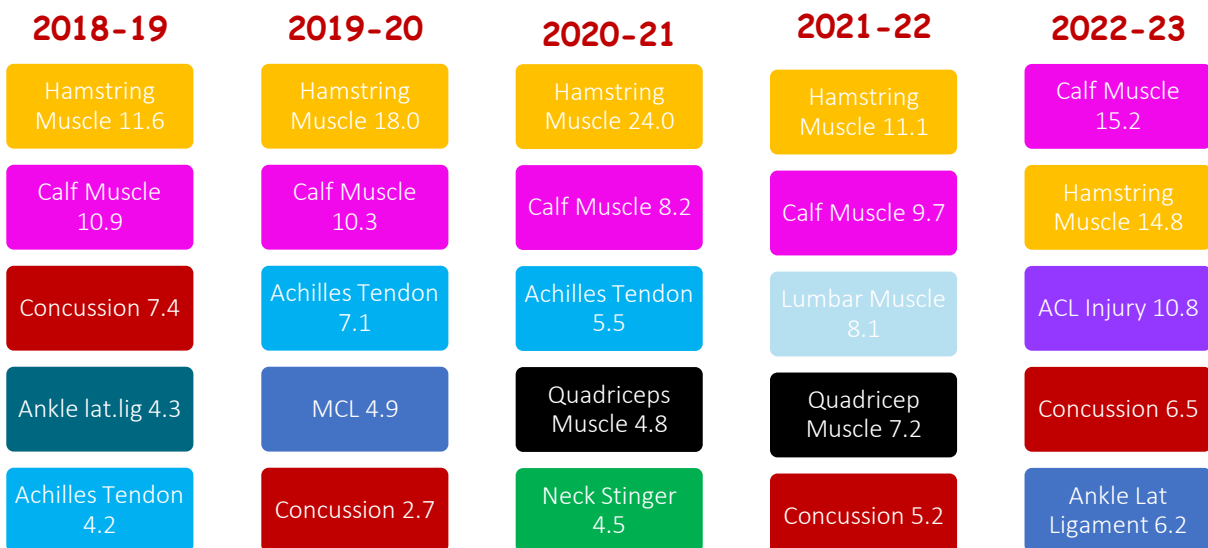 2018-19
Hamstring
Muscle 11.6
Calf Muscle
10.9
Concussion 7.4
Ankle lat.lig 4.3
Achilles Tendon
4.2
2019-20
Hamstring
Muscle 18.0
Calf Muscle
10.3
Achilles Tendon
7.1
MCL 4.9
Concussion 2.7
2020-21
Hamstring
Muscle 24.0
Calf Muscle 8.2
Achilles Tendon
5.5
Quadriceps
Muscle 4.8
Neck Stinger
4.5
2021-22
Hamstring
Muscle 11.1
Calf Muscle 9.7
Lumbar Muscle
8.1
Quadricep
Muscle 7.2
Concussion 5.2
2022-23
Calf Muscle
15.2
Hamstring
Muscle 14.8
ACL Injury 10.8
Concussion 6.5
Ankle Lat
Ligament 6.2